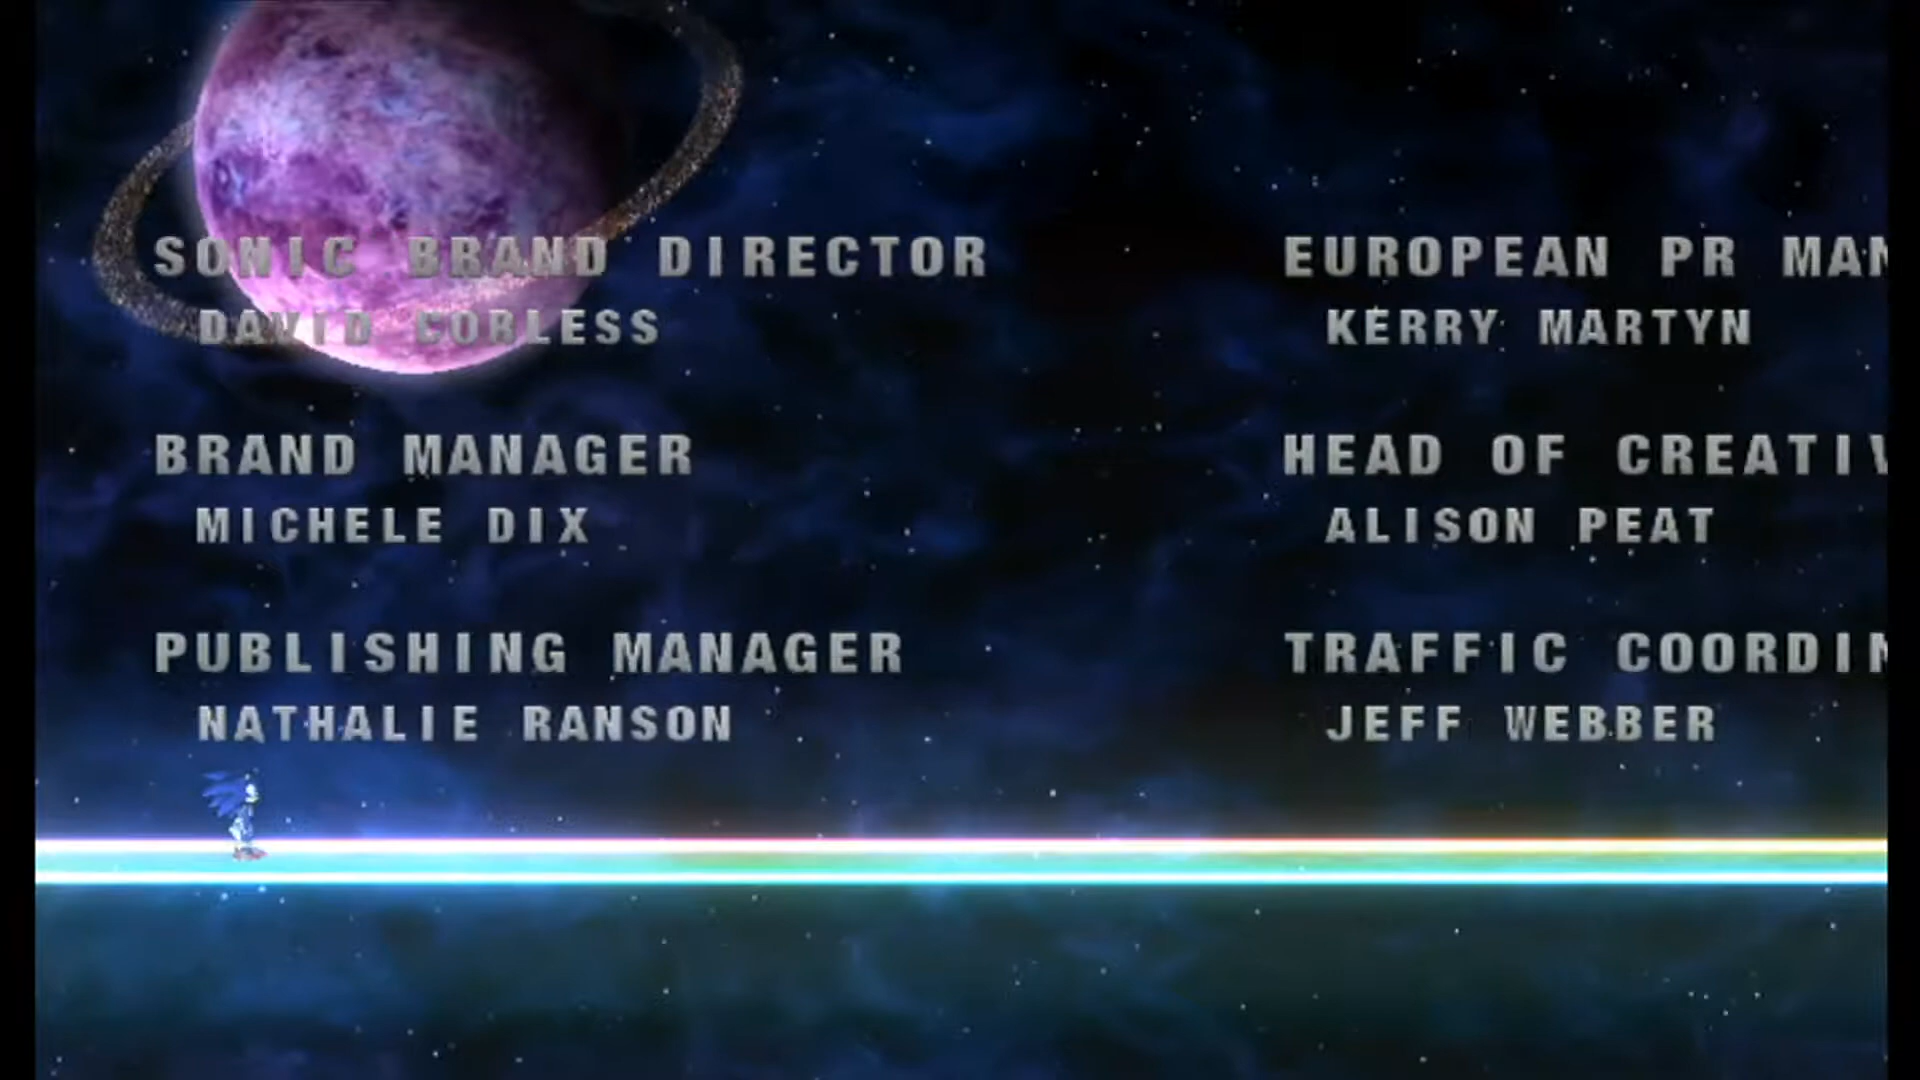 SONIC BRAND DIRECTOR
DAVID CORLESS
BRAND MANAGER
MICHELE DIX
PUBLISHING MANAGER
NATHALIE RANSON
EUROPEAN PR MAN
KERRY MARTYN
HEAD OF CREATIV
ALISON PEAT
TRAFFIC COORDIN
JEFF WEBBER